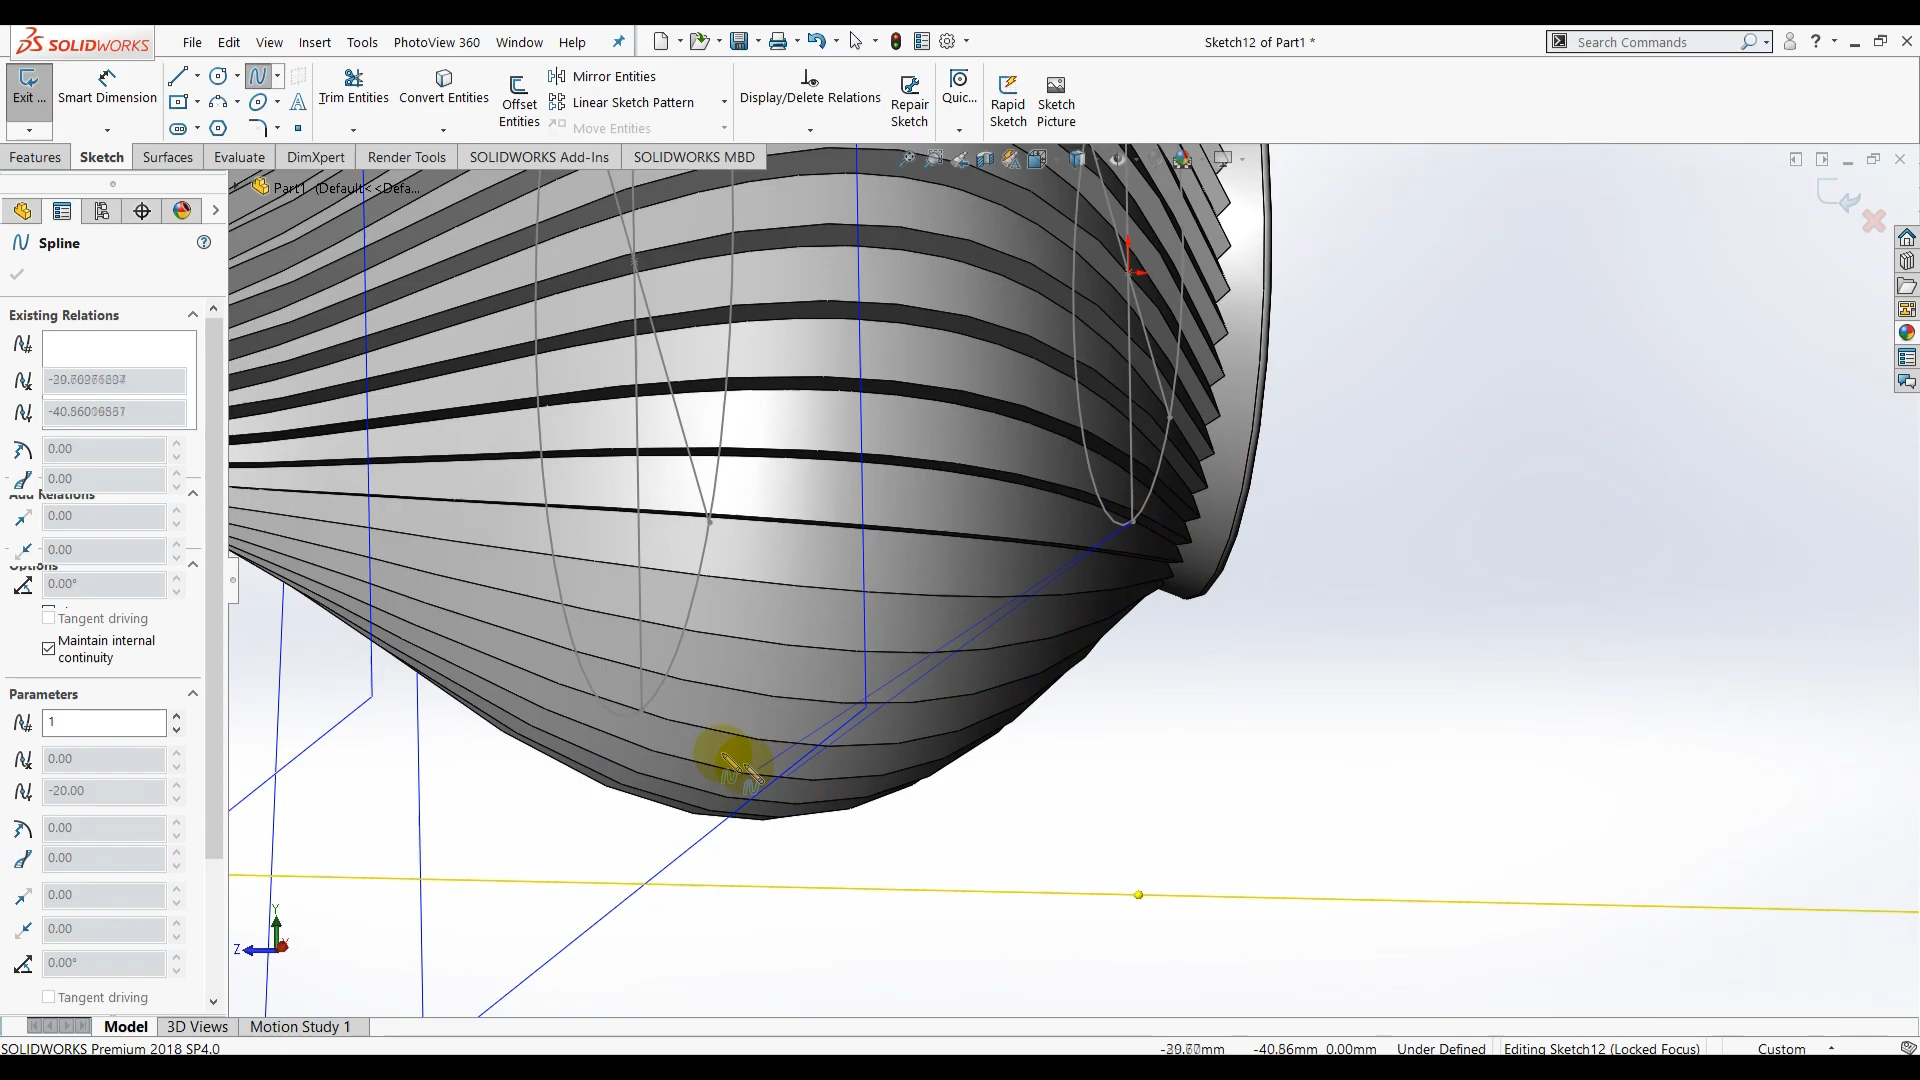 SOLIDWORKS
File Edit View Insert Tools PhotoView 360 Window Help
Sketch12 of Part1 *
Search Commands
Exit ...
Smart Dimension
Trim Entities
Convert Entities
Offset Entities
Mirror Entities
Linear Sketch Pattern
Move Entities
Display/Delete Relations
Repair Sketch
Quic...
Rapid Sketch
Sketch Picture
Features Sketch Surfaces Evaluate DimXpert Render Tools SOLIDWORKS Add-Ins SOLIDWORKS MBD
Part1 (Default<<Defa...
Spline
Existing Relations
0.00
0.00
Add Relations
0.00
0.00
Options
0.00°
Tangent driving
Maintain internal
continuity
Parameters
1
0.00
-20.00
0.00
0.00
0.00
0.00
0.00°
Tangent driving
Y
Z
Model 3D Views Motion Study 1
SOLIDWORKS Premium 2018 SP4.0
-40.56mm 0.00mm Under Defined Editing Sketch12 (Locked Focus) Custom